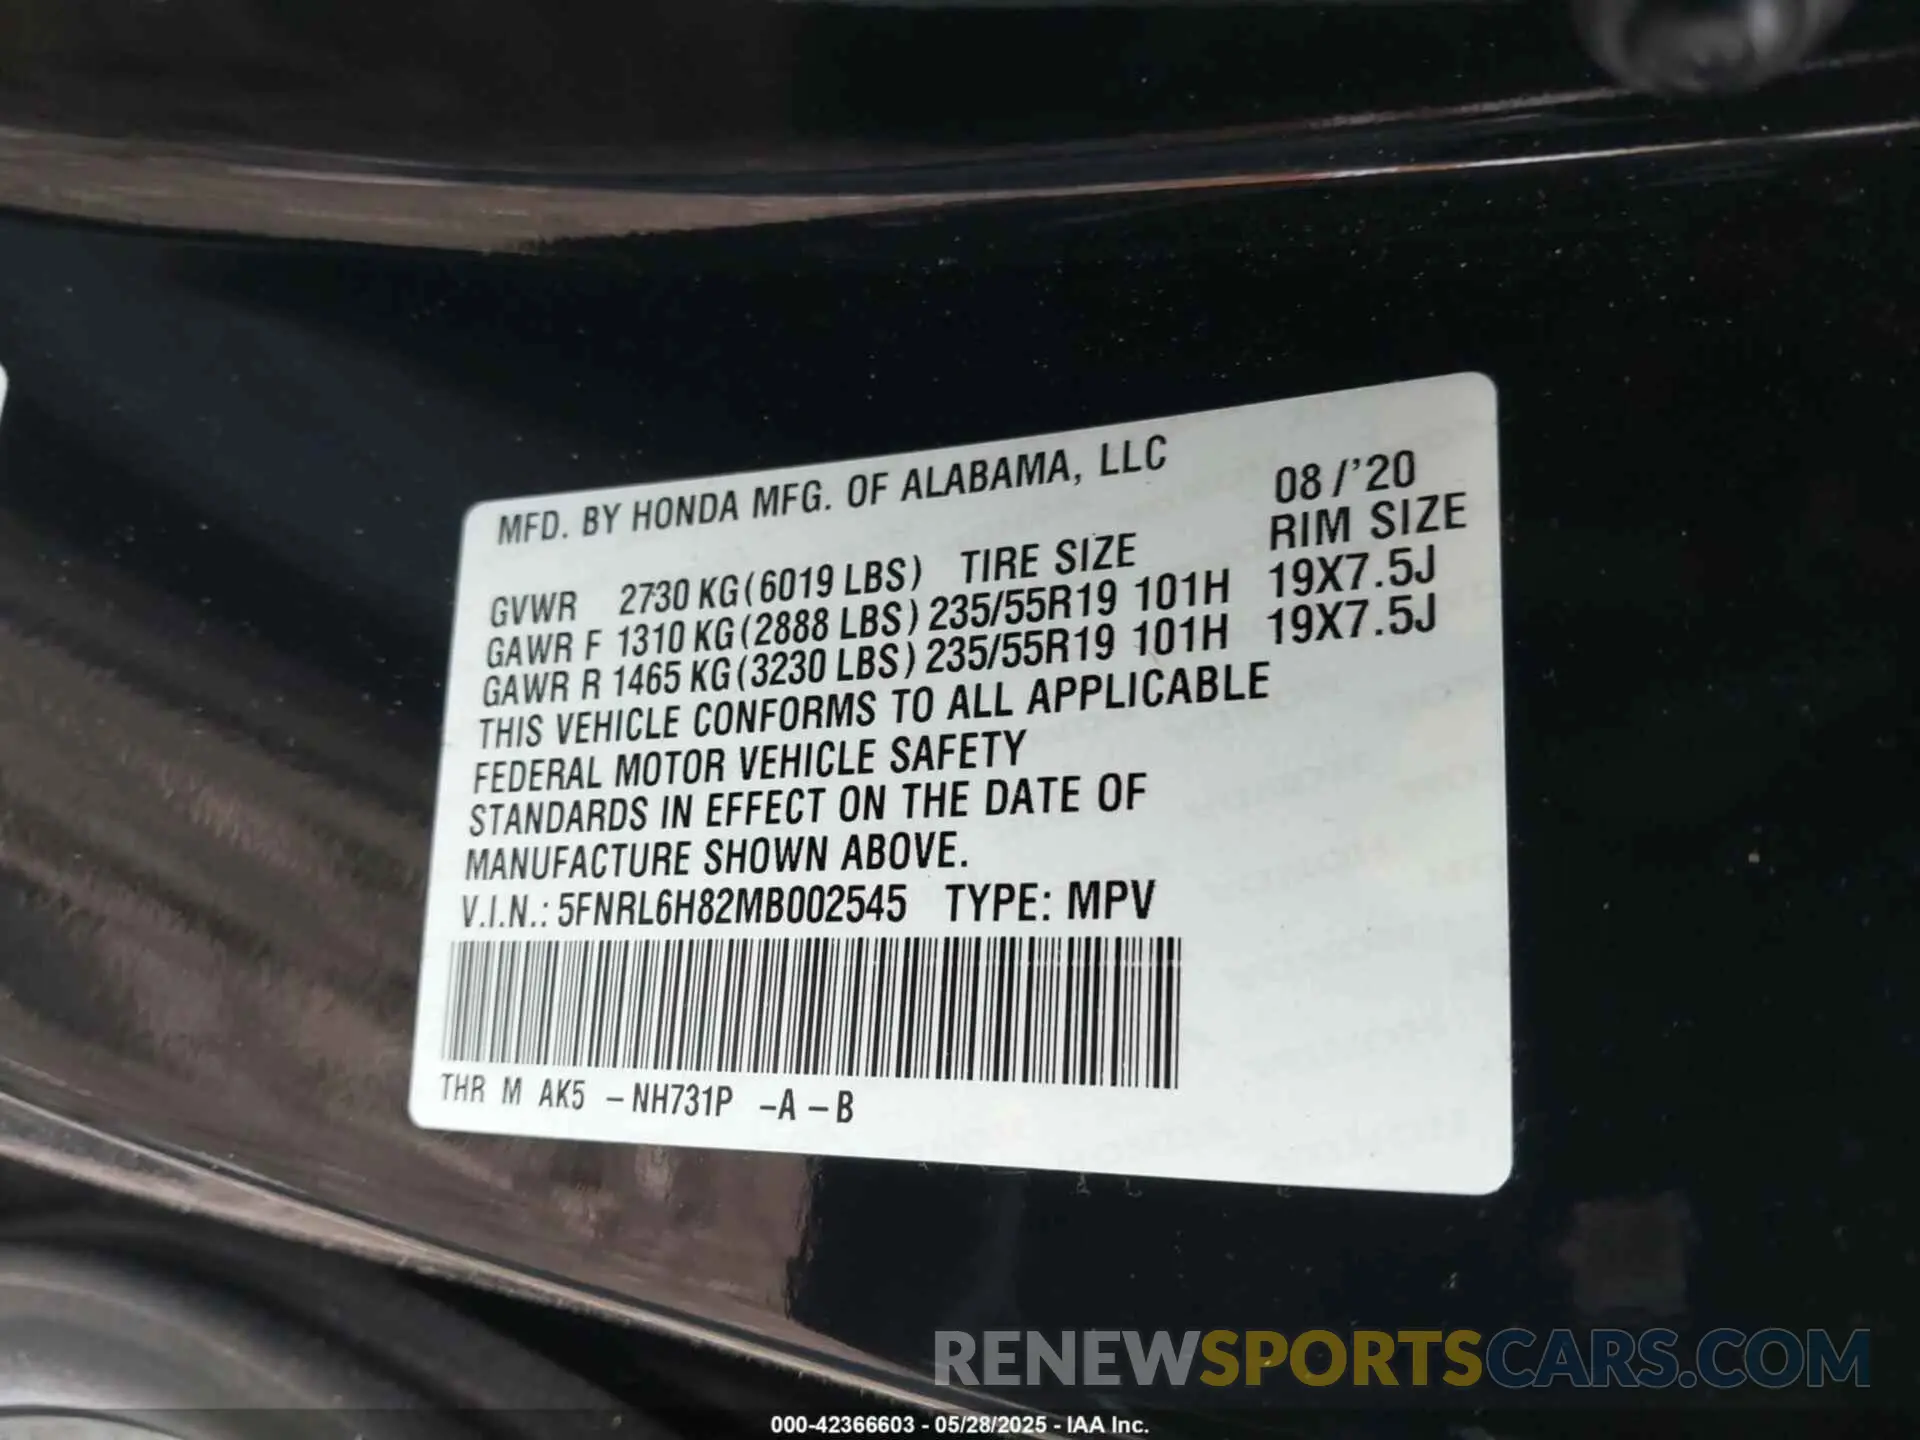 MFD. BY HONDA MFG. OF ALABAMA, LLC 08/'20
GVWR 2730 KG(6019 LBS) TIRE SIZE RIM SIZE
GAWR F 1310 KG(2888 LBS) 235/55R19 101H 19X7.5J
GAWR R 1465 KG(3230 LBS) 235/55R19 101H 19X7.5J
THIS VEHICLE CONFORMS TO ALL APPLICABLE
FEDERAL MOTOR VEHICLE SAFETY
STANDARDS IN EFFECT ON THE DATE OF
MANUFACTURE SHOWN ABOVE.
V.I.N.: 5FNRL6H82MB002545 TYPE: MPV
THR M AK5 -NH731P -A -B
RENEWSPORTSCARS.COM
000-42366603 - 05/28/2025 - IAA Inc.